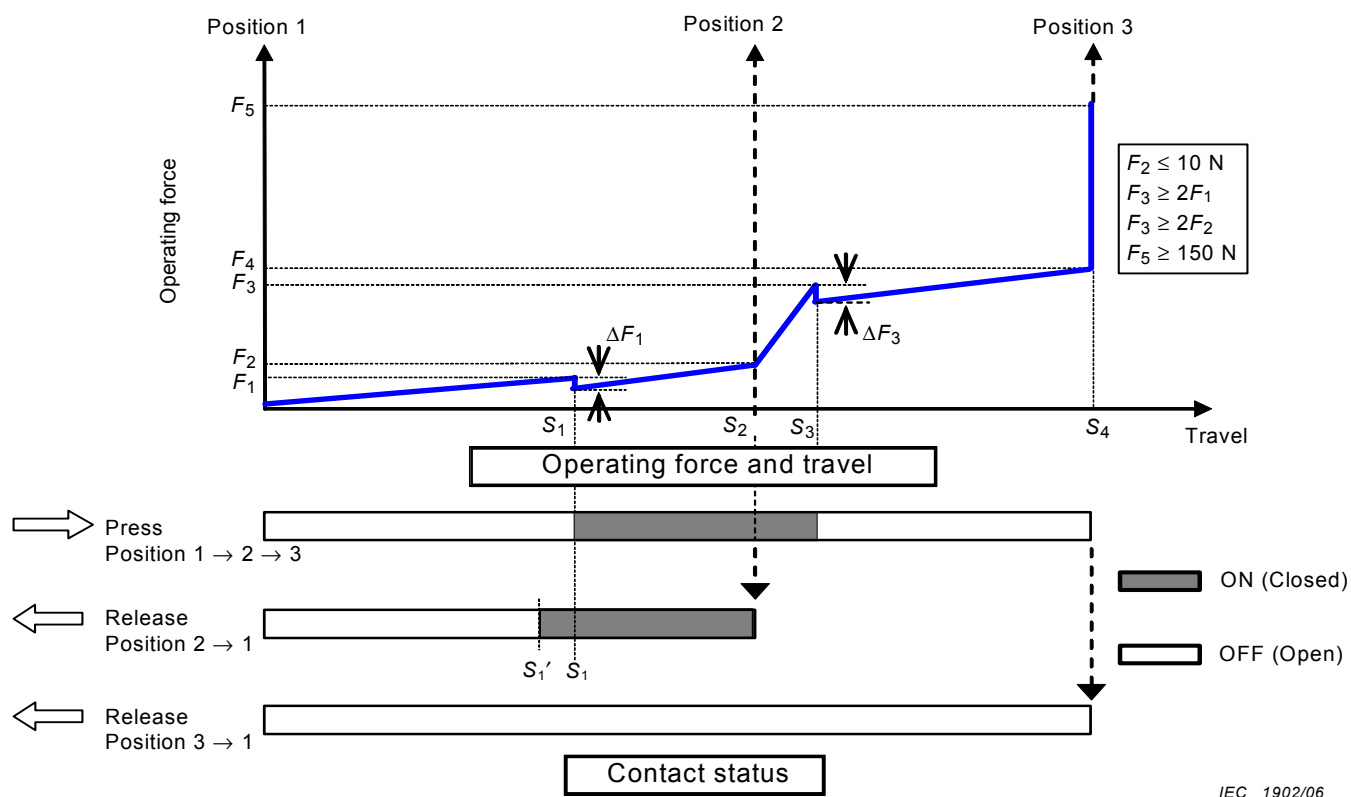 Position 1
Position 2
Position 3
F5
Operating force
F2 ≤ 10 N
F3 ≥ 2F1
F3 ≥ 2F2
F5 ≥ 150 N
F4
F3
ΔF1
ΔF3
F2
F1
S1
S2
S3
S4
Travel
Operating force and travel
Press
Position 1 → 2 → 3
ON (Closed)
Release
Position 2 → 1
OFF (Open)
S1′
S1
Release
Position 3 → 1
Contact status
IEC 1902/06